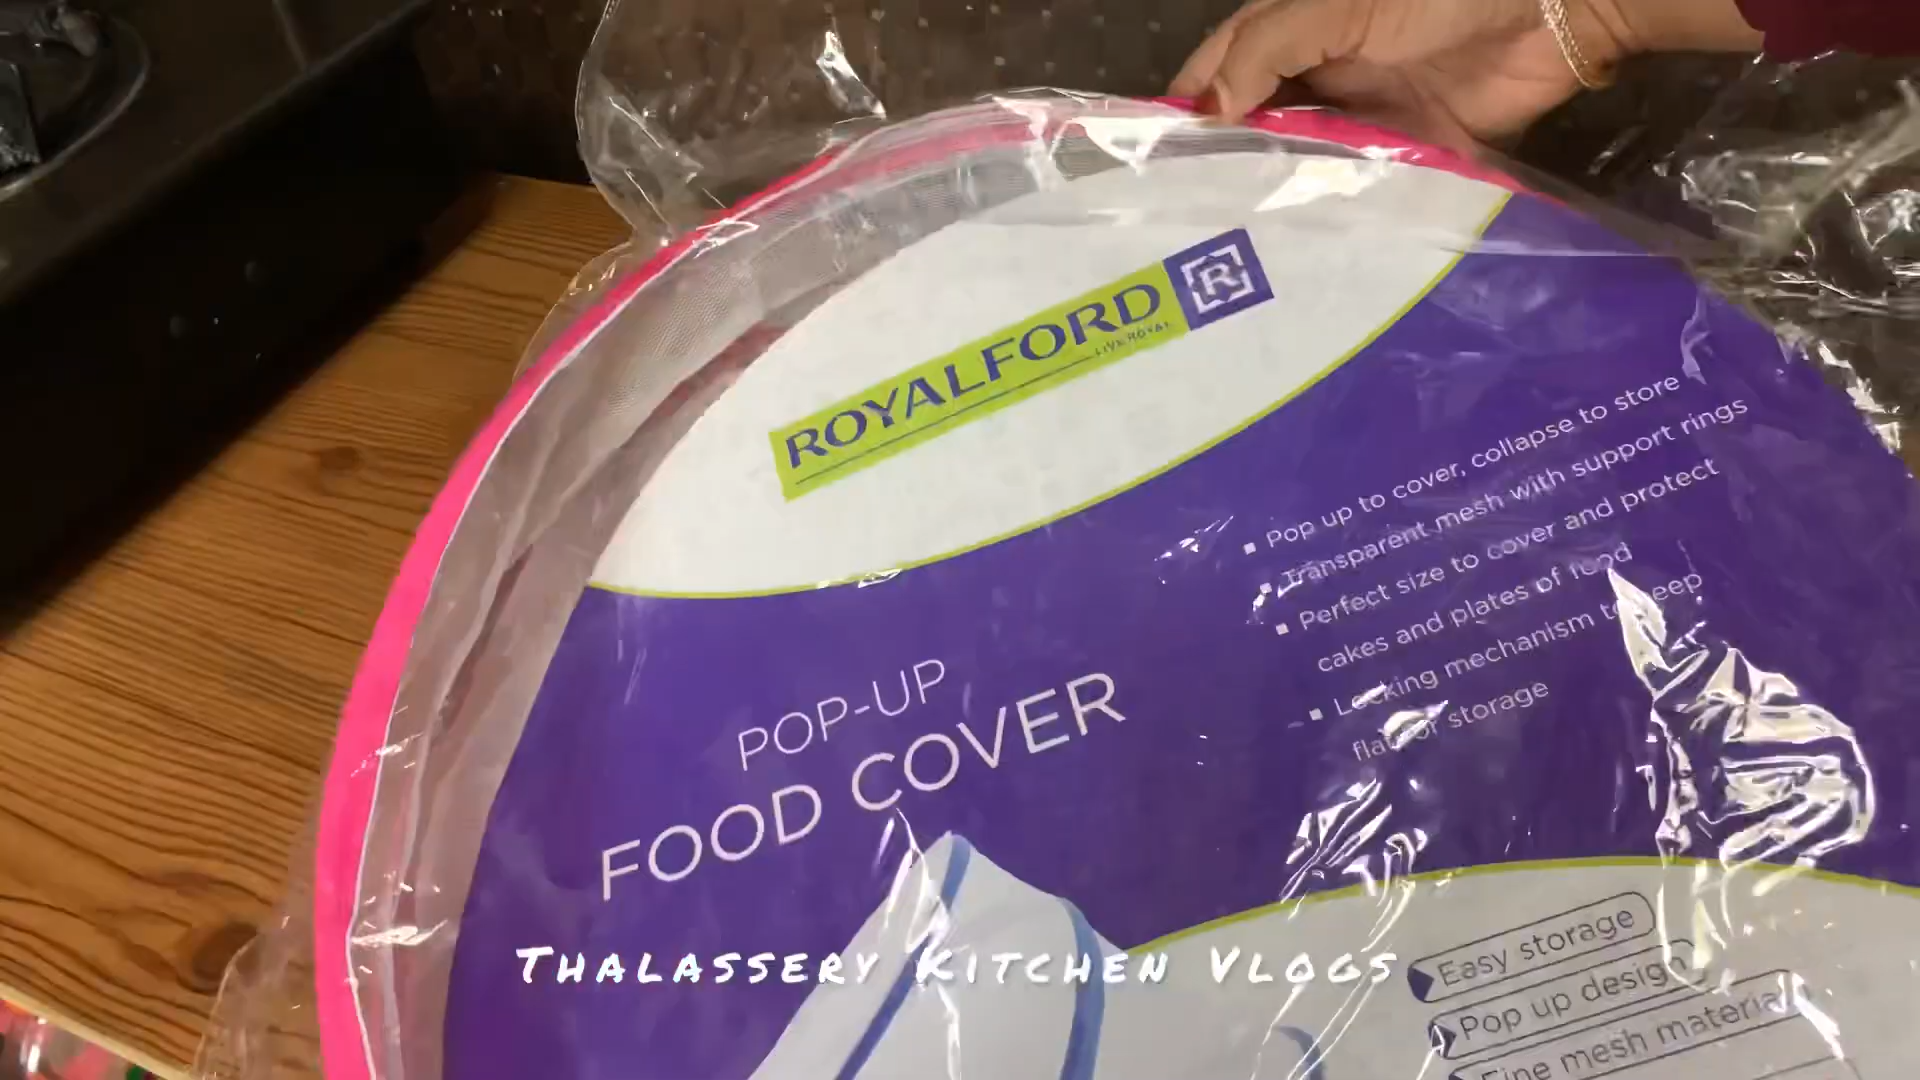 ROYALFORD
LIVE ROYAL
R
Pop up to cover, collapse to store
Transparent mesh with support rings
Perfect size to cover and protect
cakes and plates of food
Locking mechanism to keep
flat for storage
POP-UP
FOOD COVER
THALASSERY KITCHEN VLOGS
Easy storage
Pop up design
Fine mesh material